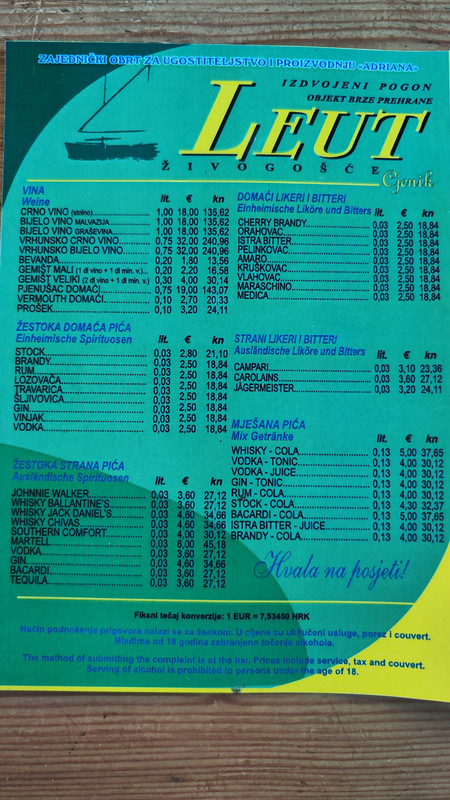 ZAJEDNIČKI OBRT ZA UGOSTITELJSTVO I PROIZVODNJU «ADRIANA»
IZDVOJENI POGON
OBJEKT BRZE PREHRANE
LEUT
ŽIVOGOŠĆE
Cjenik
VINA
Weine lit. € kn
CRNO VINO (stolno) 1,00 18,00 135,62
BIJELO VINO MALVAZIJA 1,00 18,00 135,62
BIJELO VINO GRAŠEVINA 1,00 18,00 135,62
VRHUNSKO CRNO VINO 0,75 32,00 240,96
VRHUNSKO BIJELO VINO 0,75 32,00 240,96
BEVANDA 0,20 1,80 13,56
GEMIŠT MALI (1 dl vino + 1 dl min. v.) 0,20 2,20 16,58
GEMIŠT VELIKI (2 dl vino + 1 dl min. v.) 0,30 4,00 30,14
PJENUŠAC DOMAĆI 0,75 19,00 143,07
VERMOUTH DOMAĆI 0,10 2,70 20,33
PROŠEK 0,10 3,20 24,11
ŽESTOKA DOMAĆA PIĆA
Einheimische Spirituosen lit. € kn
STOCK 0,03 2,80 21,10
BRANDY 0,03 2,50 18,84
RUM 0,03 2,50 18,84
LOZOVAČA 0,03 2,50 18,84
TRAVARICA 0,03 2,50 18,84
ŠLJIVOVICA 0,03 2,50 18,84
GIN 0,03 2,50 18,84
VINJAK 0,03 2,50 18,84
VODKA 0,03 2,50 18,84
ŽESTOKA STRANA PIĆA
Ausländische Spirituosen lit. € kn
JOHNNIE WALKER 0,03 3,60 27,12
WHISKY BALLANTINE'S 0,03 3,60 27,12
WHISKY JACK DANIEL'S 0,03 4,60 34,66
WHISKY CHIVAS 0,03 4,60 34,66
SOUTHERN COMFORT 0,03 4,00 30,12
MARTELL 0,03 6,00 45,18
VODKA 0,03 3,60 27,12
GIN 0,03 4,60 34,66
BACARDI 0,03 3,60 27,12
TEQUILA 0,03 3,60 27,12
DOMAĆI LIKERI I BITTERI
Einheimische Liköre und Bitters lit. € kn
CHERRY BRANDY 0,03 2,50 18,84
ORAHOVAC 0,03 2,50 18,84
ISTRA BITTER 0,03 2,50 18,84
PELINKOVAC 0,03 2,50 18,84
AMARO 0,03 2,50 18,84
KRUŠKOVAC 0,03 2,50 18,84
VLAHOVAC 0,03 2,50 18,84
MARASCHINO 0,03 2,50 18,84
MEDICA 0,03 2,50 18,84
STRANI LIKERI I BITTERI
Ausländische Liköre und Bitters lit. € kn
CAMPARI 0,03 3,10 23,36
CAROLAINS 0,03 3,60 27,12
JÄGERMEISTER 0,03 3,20 24,11
MJEŠANA PIĆA
Mix Getränke lit. € kn
WHISKY - COLA 0,13 5,00 37,65
VODKA - TONIC 0,13 4,00 30,12
VODKA - JUICE 0,13 4,00 30,12
GIN - TONIC 0,13 4,00 30,12
RUM - COLA 0,13 4,00 30,12
STOCK - COLA 0,13 4,30 32,37
BACARDI - COLA 0,13 5,00 37,65
ISTRA BITTER - JUICE 0,13 4,00 30,12
BRANDY - COLA 0,13 4,00 30,12
Hvala na posjeti!
Fiksni tečaj konverzije: 1 EUR = 7,53450 HRK
Način podnošenja prigovora nalazi se za šankom. U cijenu su uključeni usluge, porez i couvert.
Mlađima od 18 godina zabranjeno točenje alkohola.
The method of submitting the complaint is at the bar. Prices include service, tax and couvert.
Serving of alcohol is prohibited to persons under the age of 18.